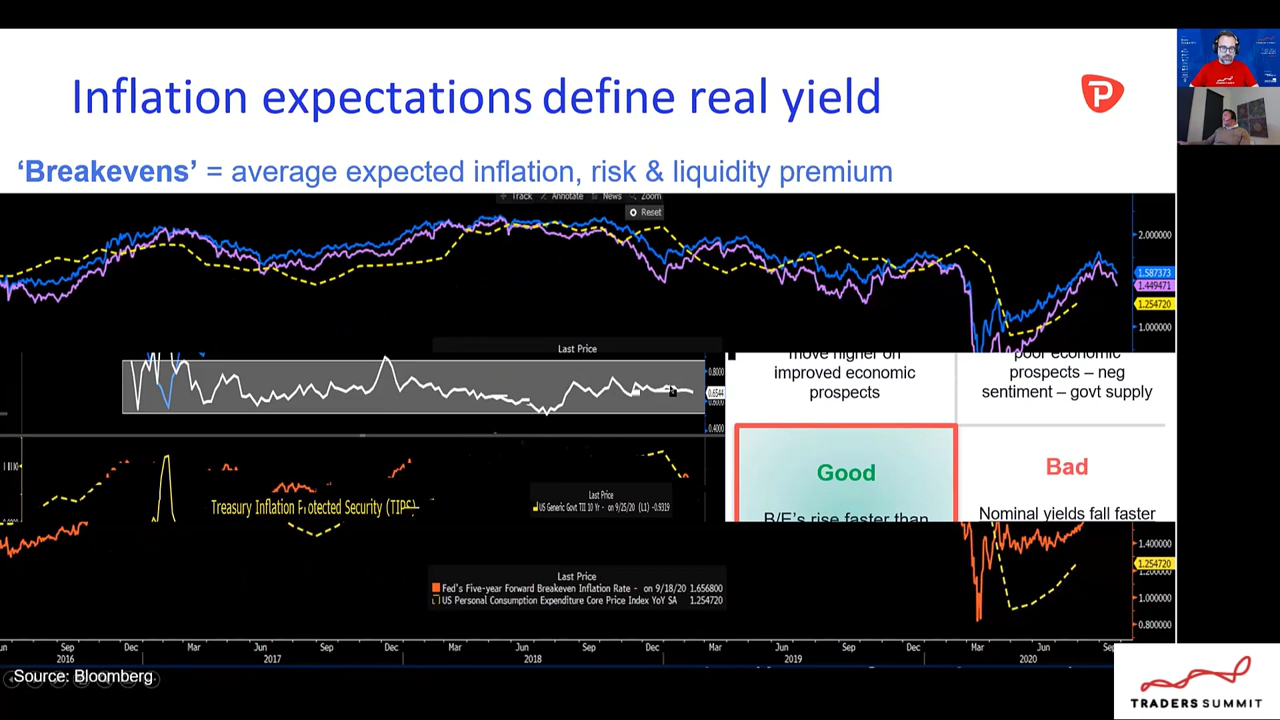 Inflation expectations define real yield
P
'Breakevens' = average expected inflation, risk & liquidity premium
Track Annotate News Zoom
Reset
2.000000
1.587373
1.449471
1.254720
1.000000
Last Price
0.8000
0.6544
0.4000
move higher on
improved economic
prospects
poor economic
prospects – neg
sentiment – govt supply
Good
Bad
B/E's rise faster than
Nominal yields fall faster
Treasury Inflation Protected Security (TIPS)
Last Price
US Generic Govt TII 10 Yr - on 9/25/20 (L1) -0.9319
Last Price
Fed's Five-year Forward Breakeven Inflation Rate - on 9/18/20 1.656800
US Personal Consumption Expenditure Core Price Index YoY SA 1.254720
1.400000
1.254720
1.200000
1.000000
0.800000
Sep Dec Mar Jun Sep Dec Mar Jun Sep Dec Mar Jun Sep Dec Mar Jun
2016 2017 2018 2019 2020
Source: Bloomberg
TRADERS SUMMIT